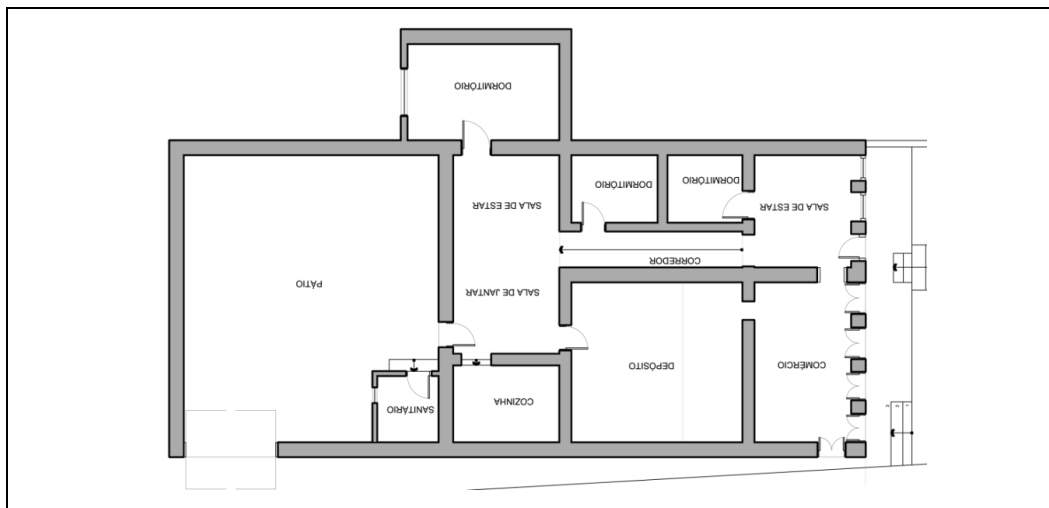 COZINHA
SANITÁRIO
COMÉRCIO
DEPÓSITO
SALA DE JANTAR
PÁTIO
CORREDOR
SALA DE ESTAR
SALA DE ESTAR
DORMITÓRIO
DORMITÓRIO
DORMITÓRIO